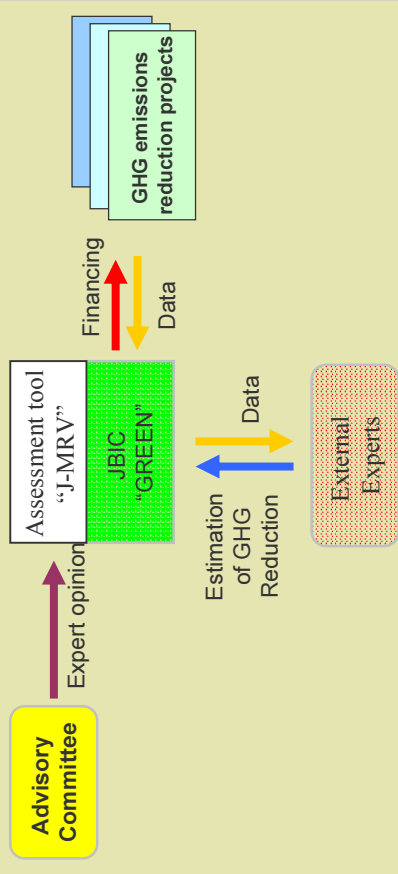 Advisory
Committee
Expert opinion
Assessment tool
“J-MRV”
JBIC
“GREEN”
Financing
Data
GHG emissions
reduction projects
Estimation
of GHG
Reduction
Data
External
Experts